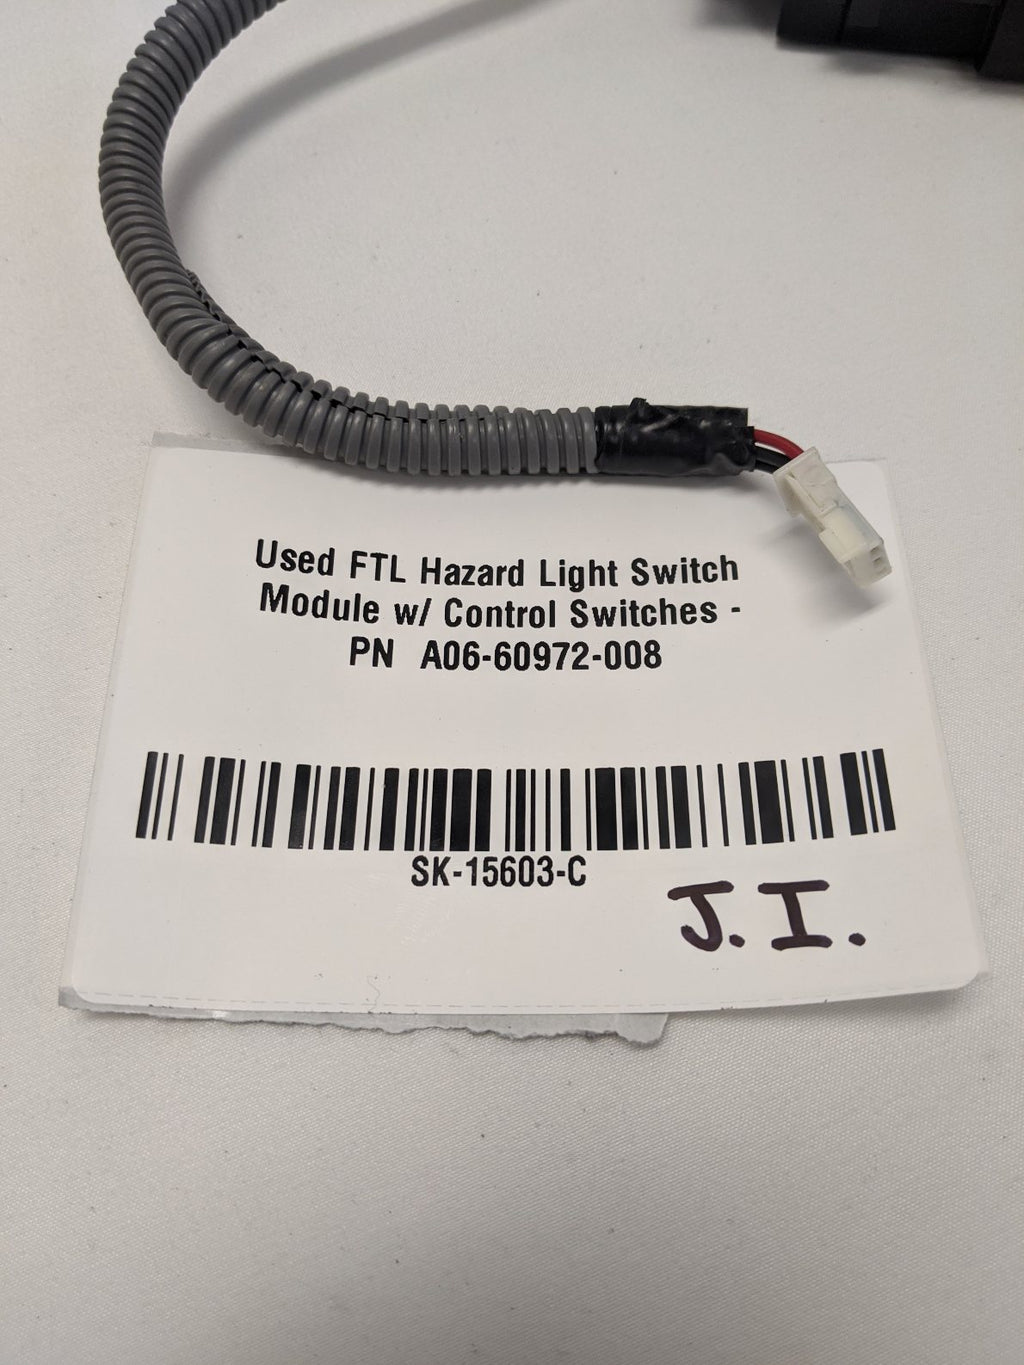 Used FTL Hazard Light Switch
Module w/ Control Switches -
PN A06-60972-008
SK-15603-C
J.I.